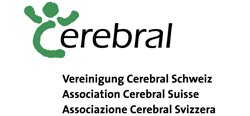 Cerebral
Vereinigung Cerebral Schweiz
Association Cerebral Suisse
Associazione Cerebral Svizzera